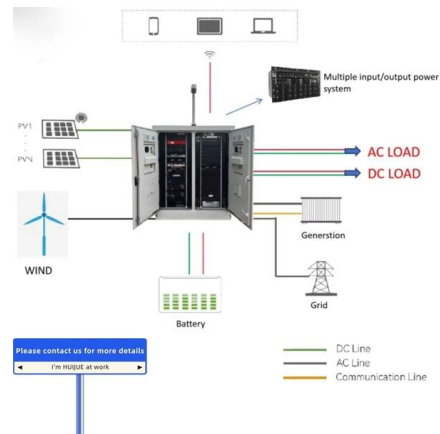 Multiple input/output power
system
PV1
PVN
AC LOAD
DC LOAD
WIND
Generstion
Grid
Battery
Please contact us for more details
I'm HUIJUE at work
DC Line
AC Line
Communication Line